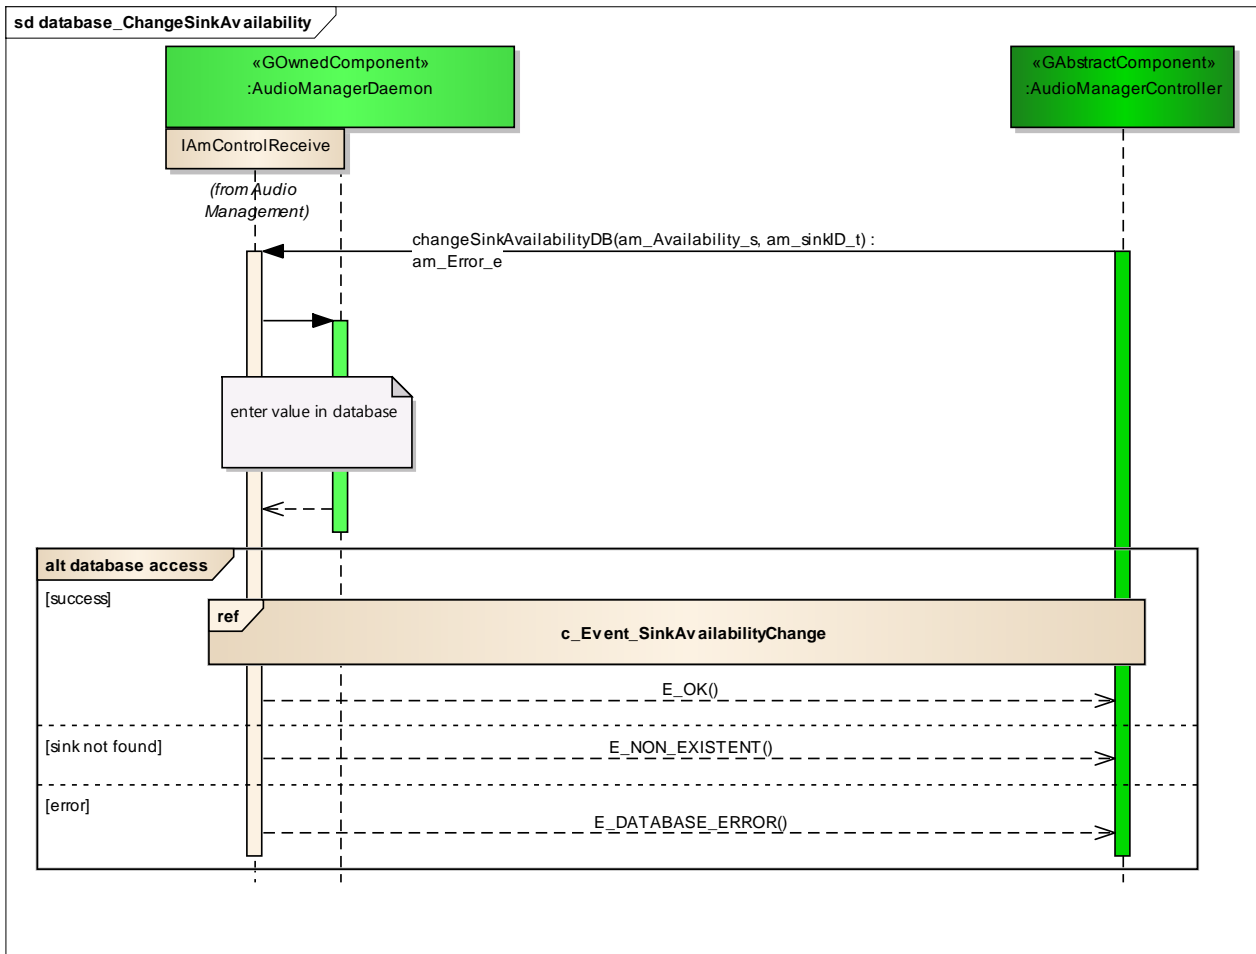 sd database_ChangeSinkAvailability
«GOwnedComponent»
:AudioManagerDaemon
«GAbstractComponent»
:AudioManagerController
IAmControlReceive
(from Audio
Management)
changeSinkAvailabilityDB(am_Availability_s, am_sinkID_t) :
am_Error_e
enter value in database
alt database access
[success]
ref
c_Event_SinkAvailabilityChange
E_OK()
[sink not found]
E_NON_EXISTENT()
[error]
E_DATABASE_ERROR()